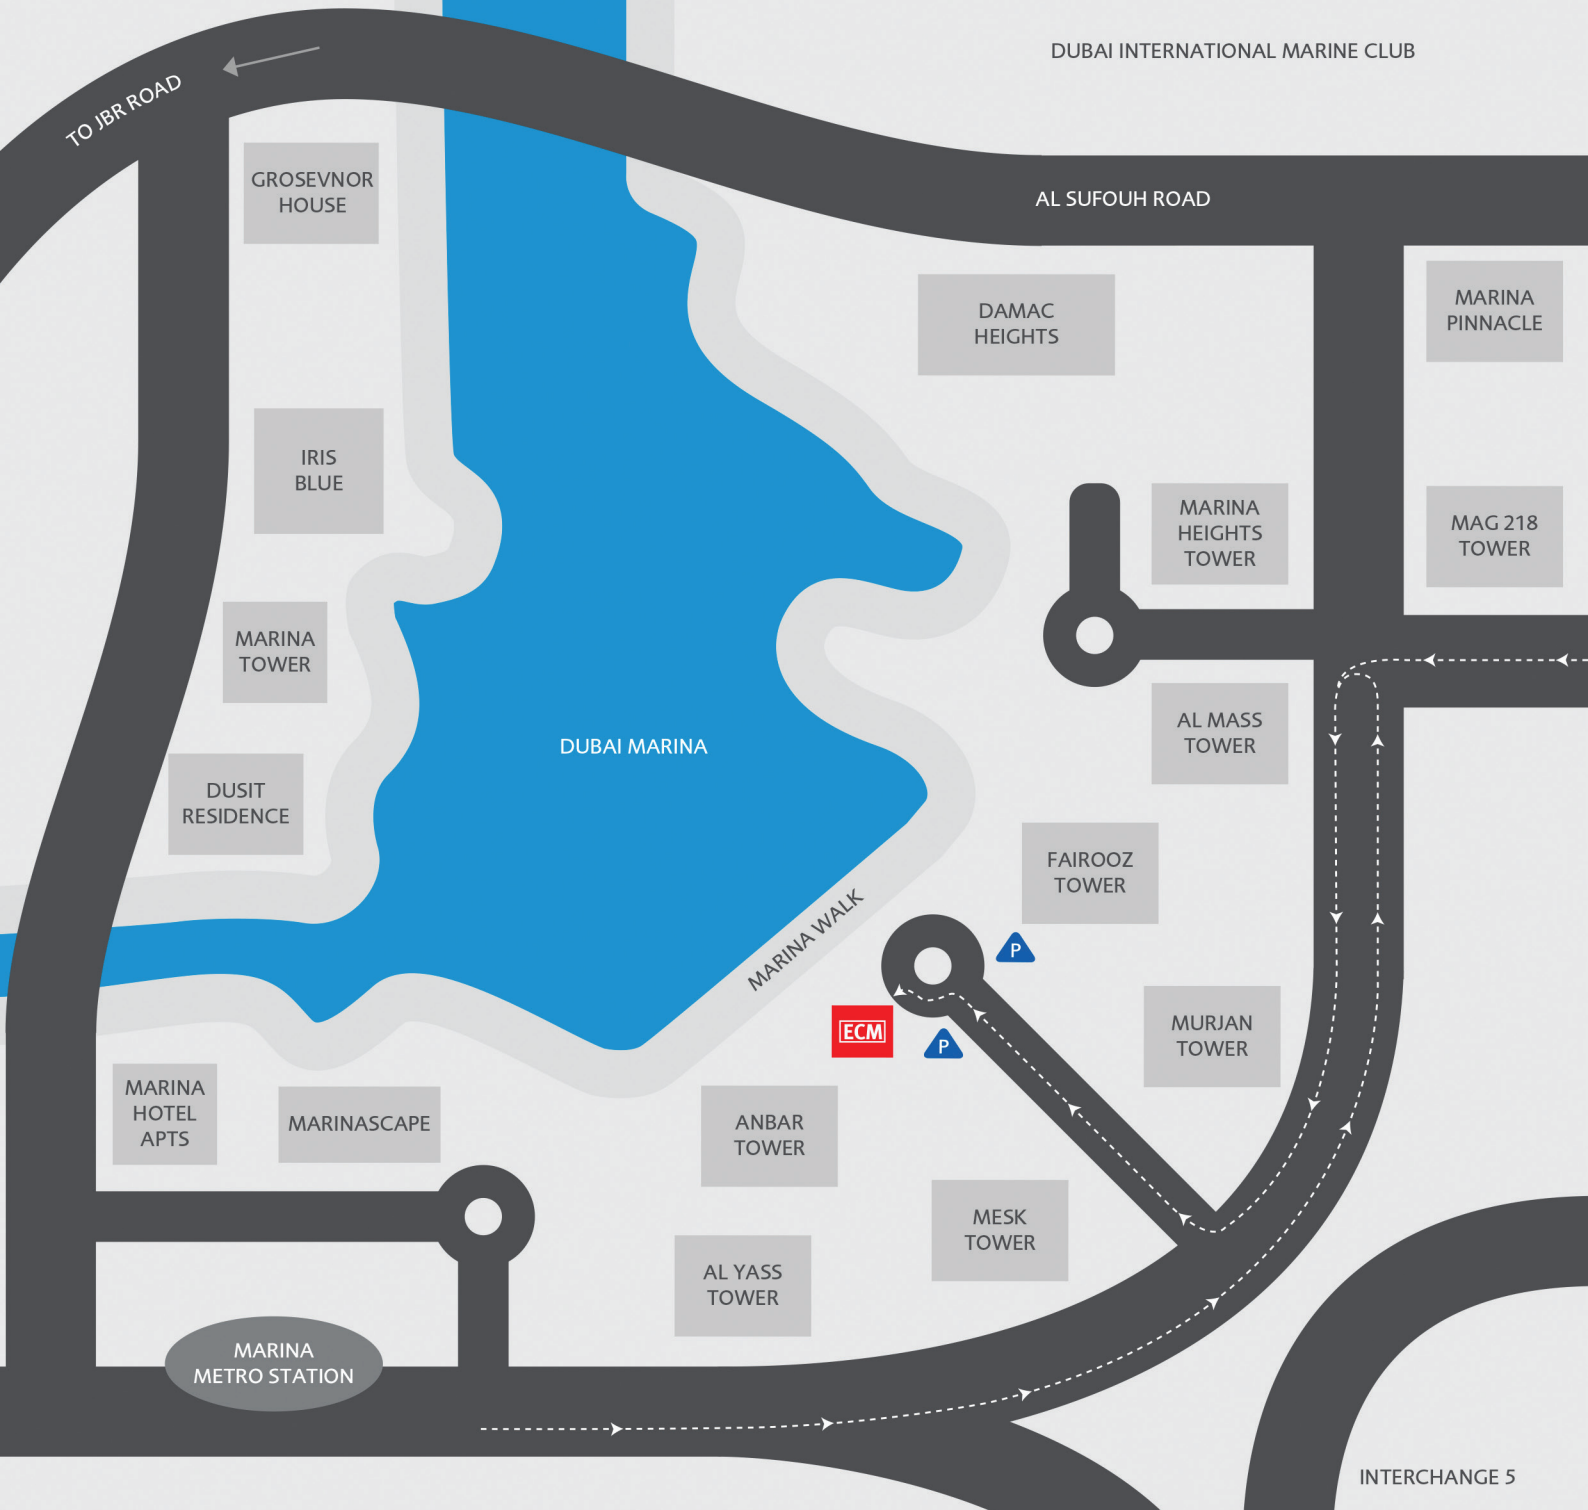 DUBAI INTERNATIONAL MARINE CLUB
TO JBR ROAD
GROSEVNOR
HOUSE
AL SUFOUH ROAD
DAMAC
HEIGHTS
MARINA
PINNACLE
IRIS
BLUE
MARINA
HEIGHTS
TOWER
MAG 218
TOWER
MARINA
TOWER
AL MASS
TOWER
DUBAI MARINA
DUSIT
RESIDENCE
FAIROOZ
TOWER
MARINA WALK
P
ECM
P
MURJAN
TOWER
MARINA
HOTEL
APTS
MARINASCAPE
ANBAR
TOWER
MESK
TOWER
AL YASS
TOWER
MARINA
METRO STATION
INTERCHANGE 5